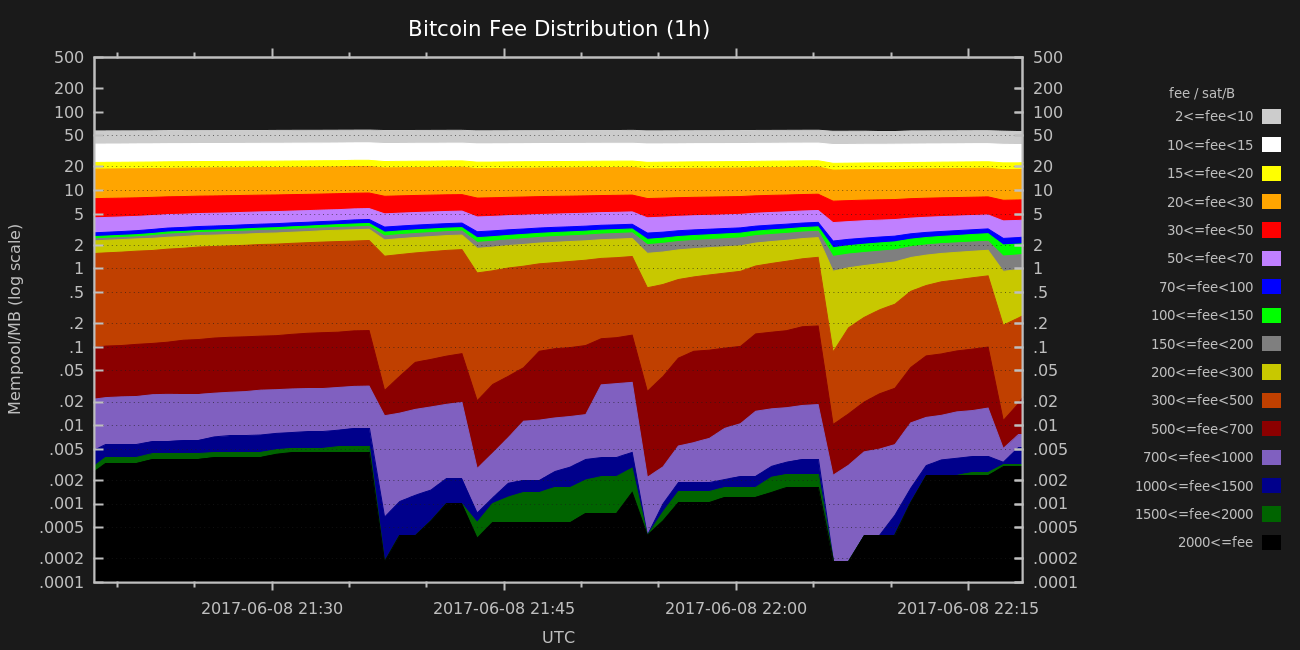 Bitcoin Fee Distribution (1h)
Mempool/MB (log scale)
500
200
100
50
20
10
5
2
1
.5
.2
.1
.05
.02
.01
.005
.002
.001
.0005
.0002
.0001
500
200
100
50
20
10
5
2
1
.5
.2
.1
.05
.02
.01
.005
.002
.001
.0005
.0002
.0001
2017-06-08 21:30 2017-06-08 21:45 2017-06-08 22:00 2017-06-08 22:15
UTC
fee / sat/B
2<=fee<10
10<=fee<15
15<=fee<20
20<=fee<30
30<=fee<50
50<=fee<70
70<=fee<100
100<=fee<150
150<=fee<200
200<=fee<300
300<=fee<500
500<=fee<700
700<=fee<1000
1000<=fee<1500
1500<=fee<2000
2000<=fee